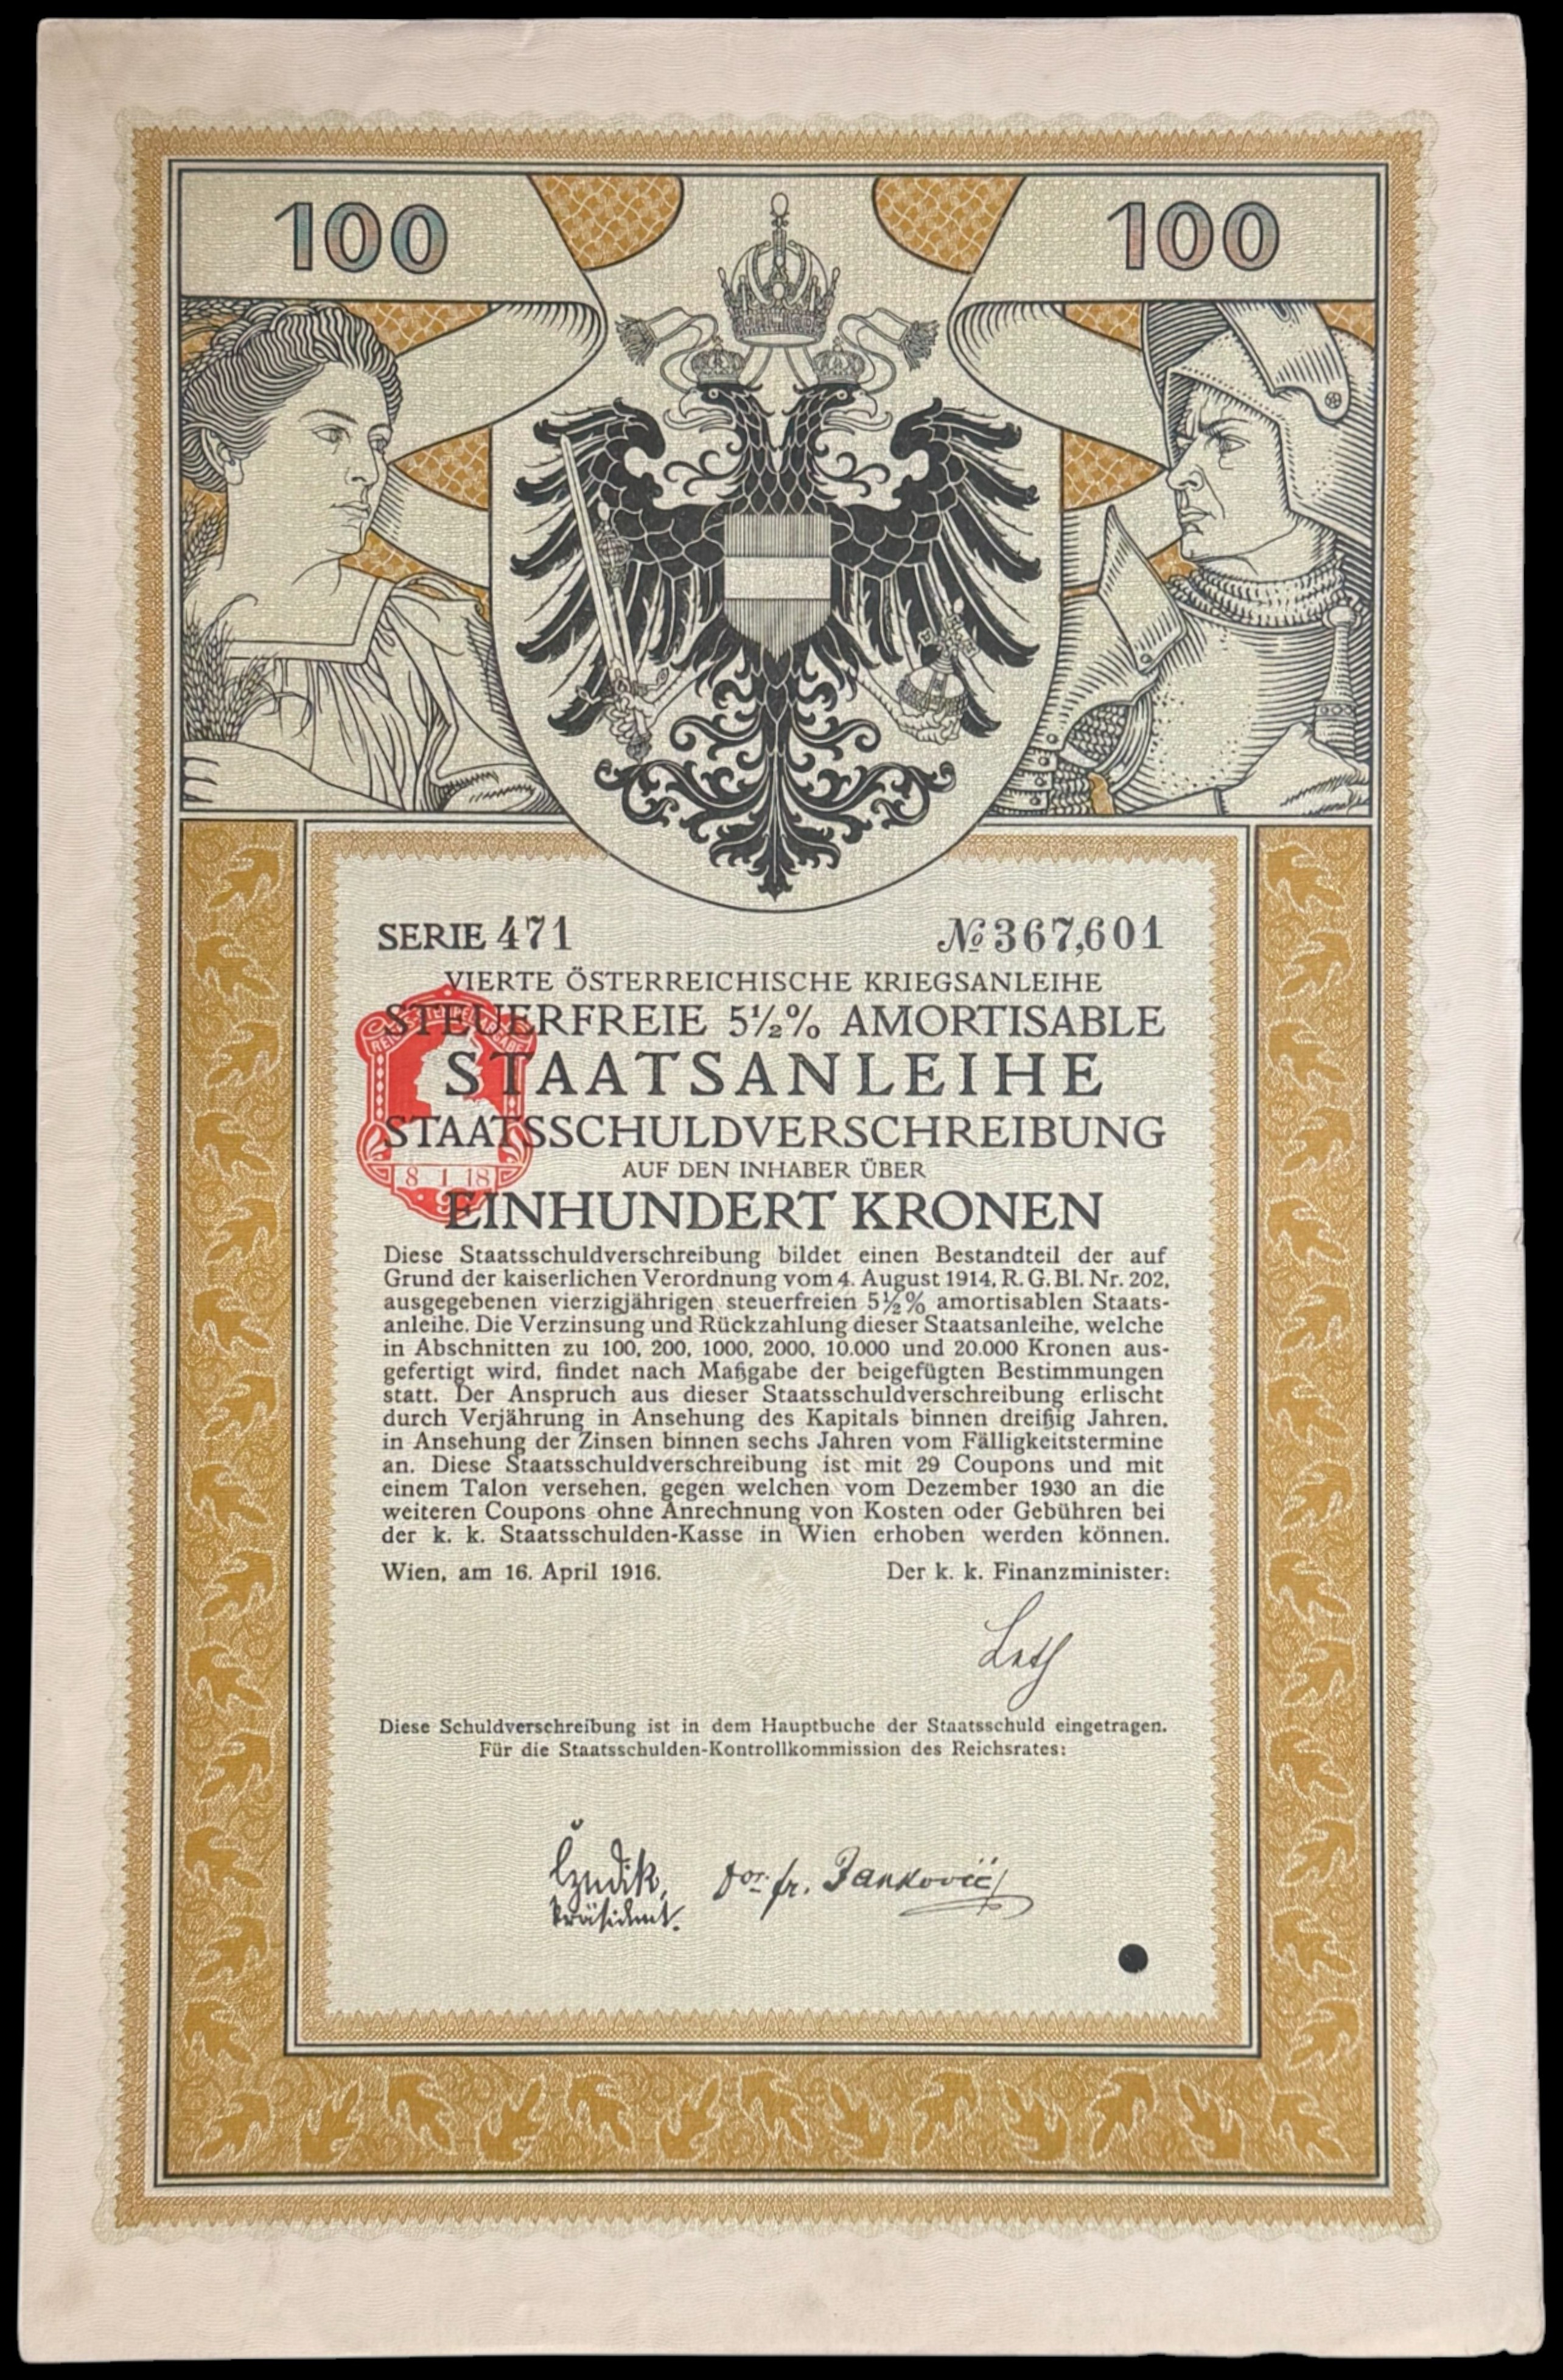 100 100
SERIE 471 № 367,601
VIERTE ÖSTERREICHISCHE KRIEGSANLEIHE
STEUERFREIE 5½% AMORTISABLE
STAATSANLEIHE
STAATSSCHULDVERSCHREIBUNG
8 1 18
AUF DEN INHABER ÜBER
EINHUNDERT KRONEN
Diese Staatsschuldverschreibung bildet einen Bestandteil der auf
Grund der kaiserlichen Verordnung vom 4. August 1914, R. G. Bl. Nr. 202,
ausgegebenen vierzigjährigen steuerfreien 5½% amortisablen Staats-
anleihe. Die Verzinsung und Rückzahlung dieser Staatsanleihe, welche
in Abschnitten zu 100, 200, 1000, 2000, 10.000 und 20.000 Kronen aus-
gefertigt wird, findet nach Maßgabe der beigefügten Bestimmungen
statt. Der Anspruch aus dieser Staatsschuldverschreibung erlischt
durch Verjährung in Ansehung des Kapitals binnen dreißig Jahren,
in Ansehung der Zinsen binnen sechs Jahren vom Fälligkeitstermine
an. Diese Staatsschuldverschreibung ist mit 29 Coupons und mit
einem Talon versehen, gegen welchen vom Dezember 1930 an die
weiteren Coupons ohne Anrechnung von Kosten oder Gebühren bei
der k. k. Staatsschulden-Kasse in Wien erhoben werden können.
Wien, am 16. April 1916. Der k. k. Finanzminister:
Diese Schuldverschreibung ist in dem Hauptbuche der Staatsschuld eingetragen.
Für die Staatsschulden-Kontrollkommission des Reichsrates:
Präsident. Dor. fr. Janković